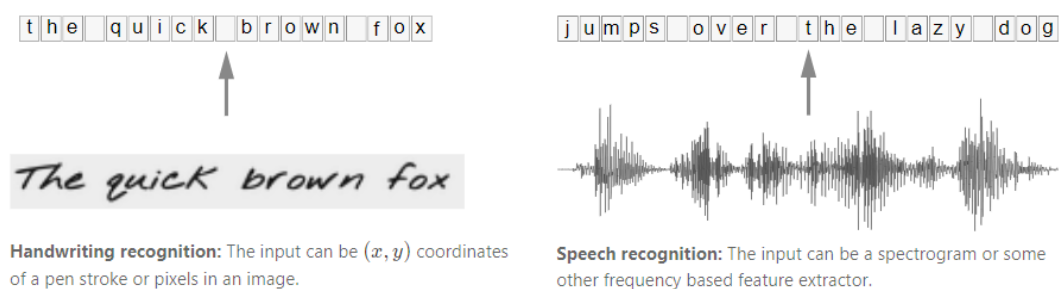 the quick brown fox
The quick brown fox
Handwriting recognition: The input can be (x, y) coordinates
of a pen stroke or pixels in an image.
jumps over the lazy dog
Speech recognition: The input can be a spectrogram or some
other frequency based feature extractor.